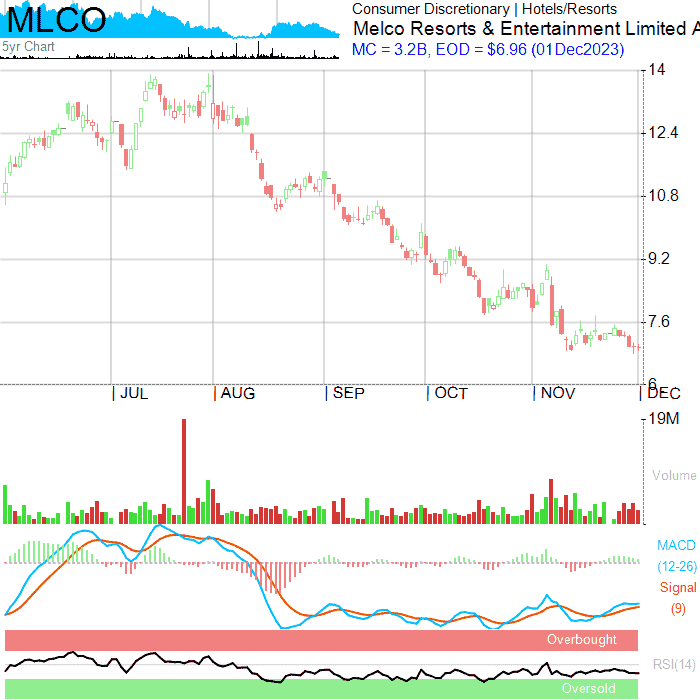 MLCO
5yr Chart
Consumer Discretionary | Hotels/Resorts
Melco Resorts & Entertainment Limited A
MC = 3.2B, EOD = $6.96 (01Dec2023)
14
12.4
10.8
9.2
7.6
6
JUL
AUG
SEP
OCT
NOV
DEC
19M
Volume
MACD
(12-26)
Signal
(9)
Overbought
RSI(14)
Oversold